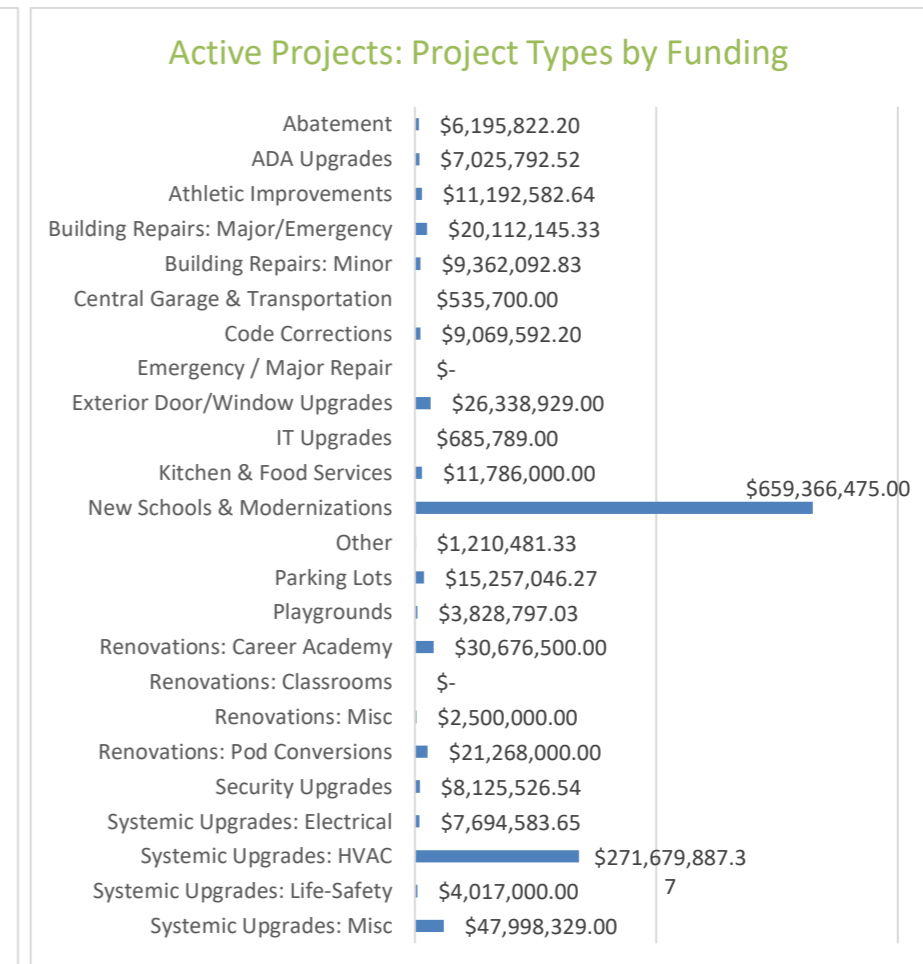 Active Projects: Project Types by Funding
Abatement $6,195,822.20
ADA Upgrades $7,025,792.52
Athletic Improvements $11,192,582.64
Building Repairs: Major/Emergency $20,112,145.33
Building Repairs: Minor $9,362,092.83
Central Garage & Transportation $535,700.00
Code Corrections $9,069,592.20
Emergency / Major Repair $-
Exterior Door/Window Upgrades $26,338,929.00
IT Upgrades $685,789.00
Kitchen & Food Services $11,786,000.00
New Schools & Modernizations $659,366,475.00
Other $1,210,481.33
Parking Lots $15,257,046.27
Playgrounds $3,828,797.03
Renovations: Career Academy $30,676,500.00
Renovations: Classrooms $-
Renovations: Misc $2,500,000.00
Renovations: Pod Conversions $21,268,000.00
Security Upgrades $8,125,526.54
Systemic Upgrades: Electrical $7,694,583.65
Systemic Upgrades: HVAC $271,679,887.3
7
Systemic Upgrades: Life-Safety $4,017,000.00
Systemic Upgrades: Misc $47,998,329.00